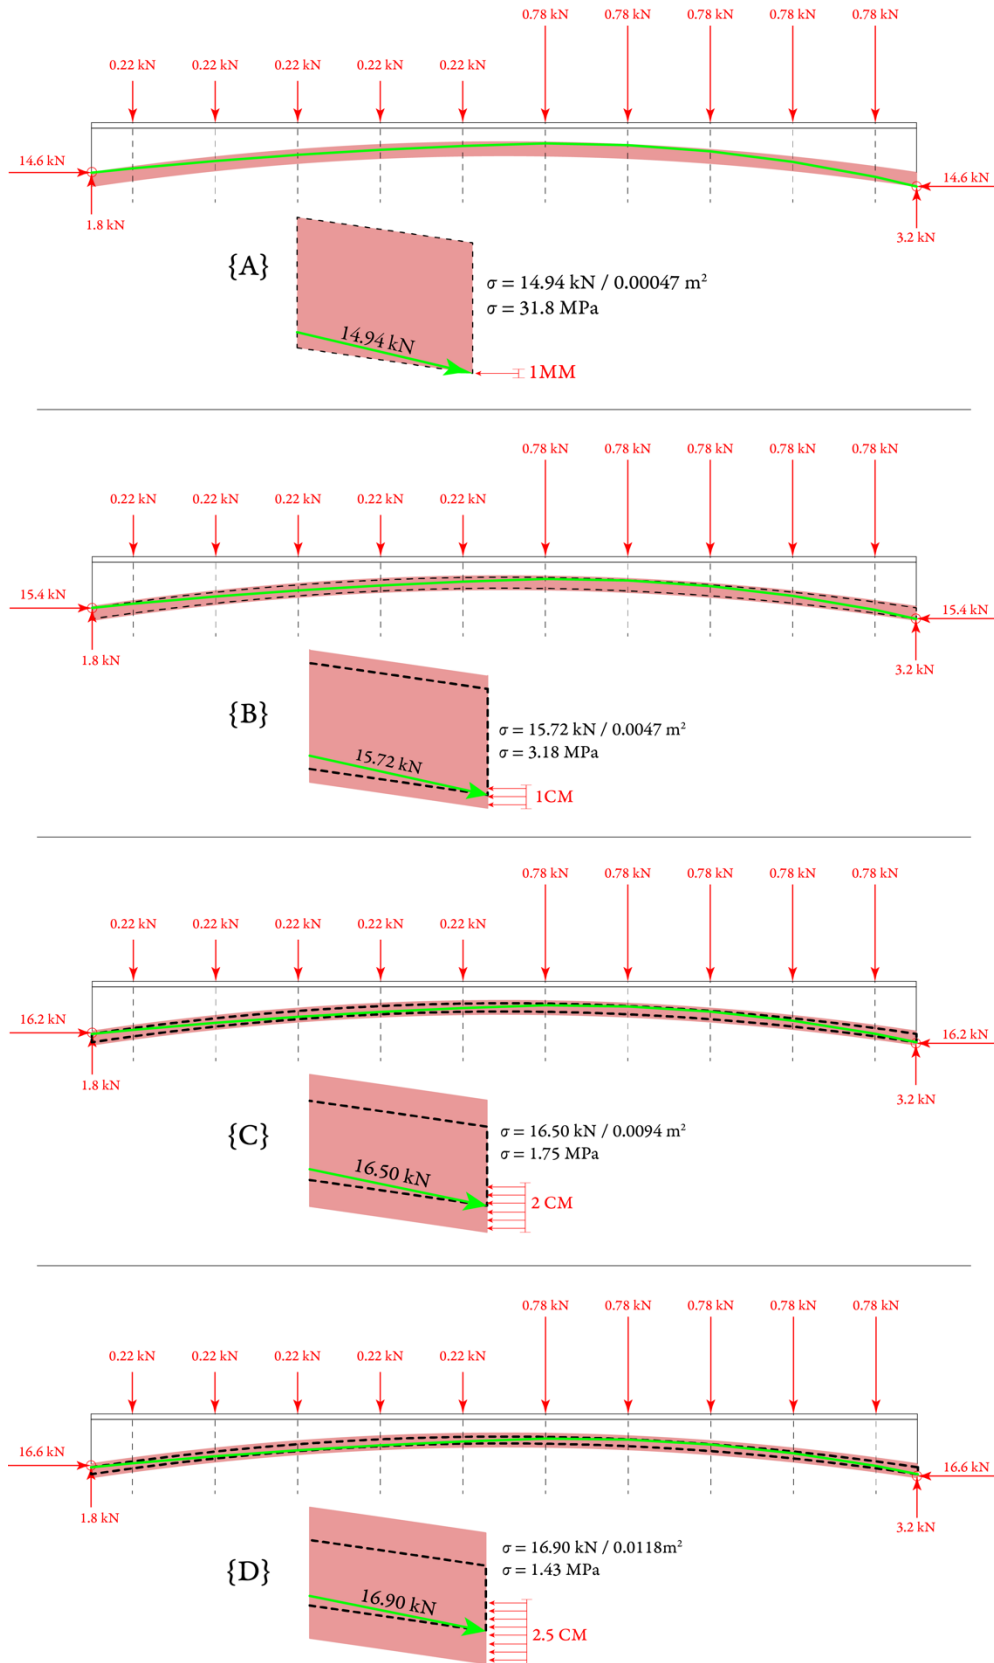 0.78 kN 0.78 kN 0.78 kN 0.78 kN 0.78 kN
0.22 kN 0.22 kN 0.22 kN 0.22 kN 0.22 kN
14.6 kN
14.6 kN
1.8 kN
3.2 kN
{A}
σ = 14.94 kN / 0.00047 m²
σ = 31.8 MPa
14.94 kN
1MM
0.78 kN 0.78 kN 0.78 kN 0.78 kN 0.78 kN
0.22 kN 0.22 kN 0.22 kN 0.22 kN 0.22 kN
15.4 kN
15.4 kN
1.8 kN
3.2 kN
{B}
σ = 15.72 kN / 0.0047 m²
σ = 3.18 MPa
15.72 kN
1CM
0.78 kN 0.78 kN 0.78 kN 0.78 kN 0.78 kN
0.22 kN 0.22 kN 0.22 kN 0.22 kN 0.22 kN
16.2 kN
16.2 kN
1.8 kN
3.2 kN
{C}
σ = 16.50 kN / 0.0094 m²
σ = 1.75 MPa
16.50 kN
2 CM
0.78 kN 0.78 kN 0.78 kN 0.78 kN 0.78 kN
0.22 kN 0.22 kN 0.22 kN 0.22 kN 0.22 kN
16.6 kN
16.6 kN
1.8 kN
3.2 kN
{D}
σ = 16.90 kN / 0.0118m²
σ = 1.43 MPa
16.90 kN
2.5 CM